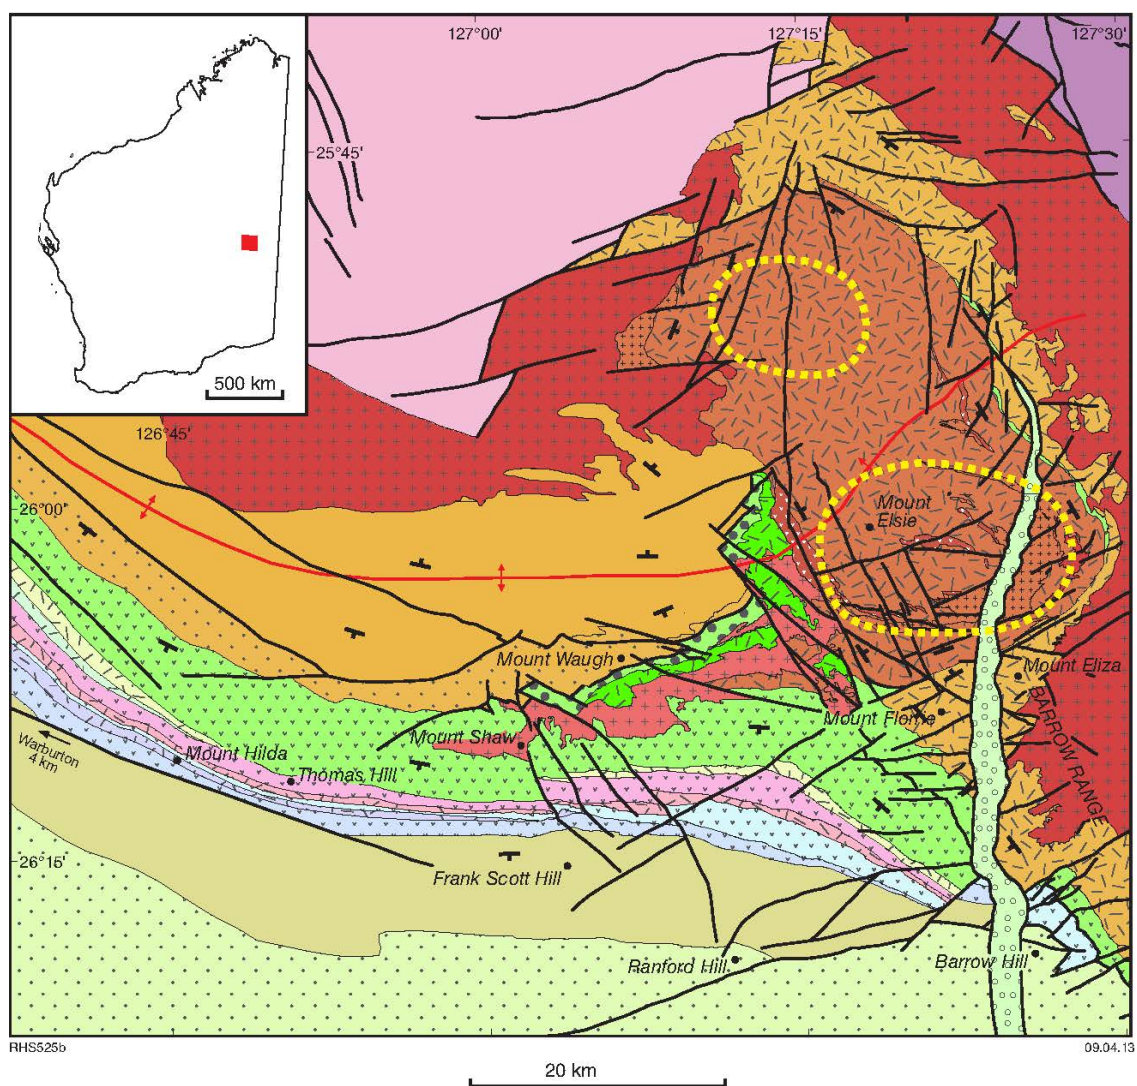 127°00'
127°15'
127°30'
25°45'
500 km
126°45'
26°00'
Mount
Elsie
Mount Waugh
Mount Eliza
Mount Florrie
BARROW RANGE
Mount Shaw
Warburton
4 km
Mount Hilda
Thomas Hill
26°15'
Frank Scott Hill
Ranford Hill
Barrow Hill
RHS525b
09.04.13
20 km